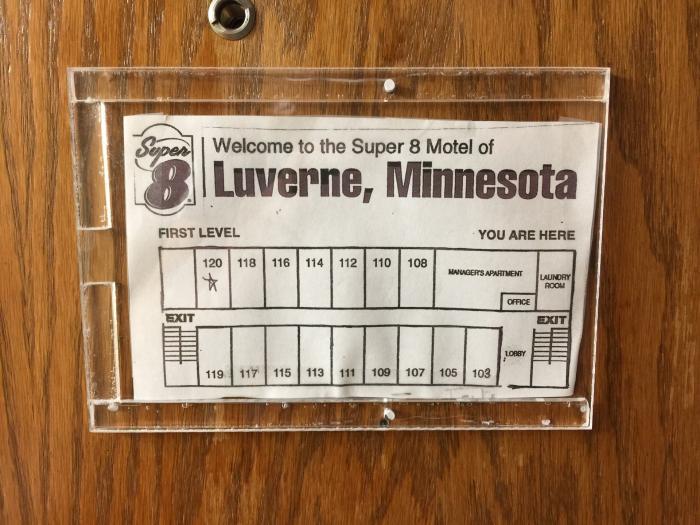 Super 8
Welcome to the Super 8 Motel of
Luverne, Minnesota
FIRST LEVEL
YOU ARE HERE
120 118 116 114 112 110 108 MANAGER'S APARTMENT LAUNDRY ROOM
OFFICE
EXIT EXIT
LOBBY
119 117 115 113 111 109 107 105 103